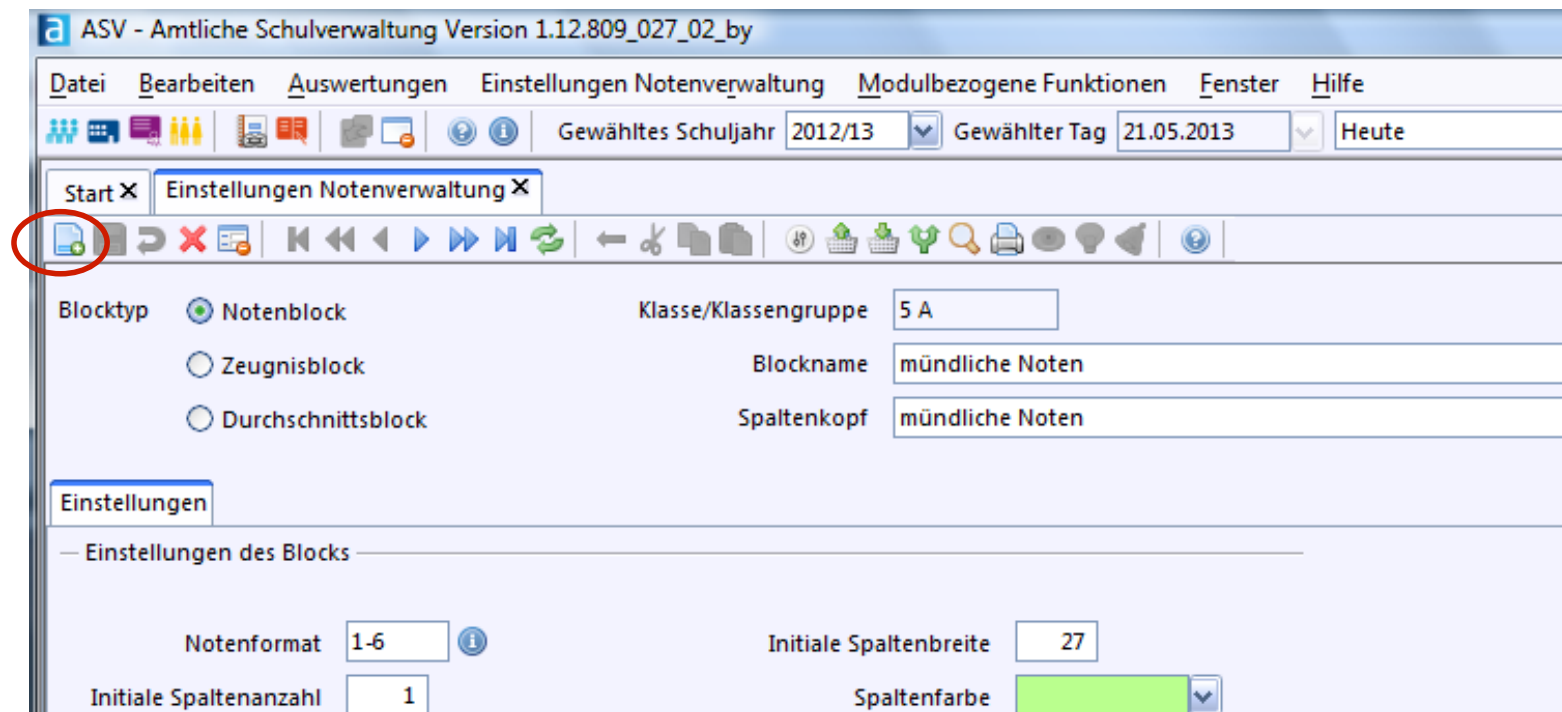 ASV - Amtliche Schulverwaltung Version 1.12.809_027_02_by
Datei Bearbeiten Auswertungen Einstellungen Notenverwaltung Modulbezogene Funktionen Fenster Hilfe
Gewähltes Schuljahr 2012/13 Gewählter Tag 21.05.2013 Heute
Start Einstellungen Notenverwaltung
Blocktyp Notenblock Klasse/Klassengruppe 5 A
Zeugnisblock Blockname mündliche Noten
Durchschnittsblock Spaltenkopf mündliche Noten
Einstellungen
Einstellungen des Blocks
Notenformat 1-6 Initiale Spaltenbreite 27
Initiale Spaltenanzahl 1 Spaltenfarbe